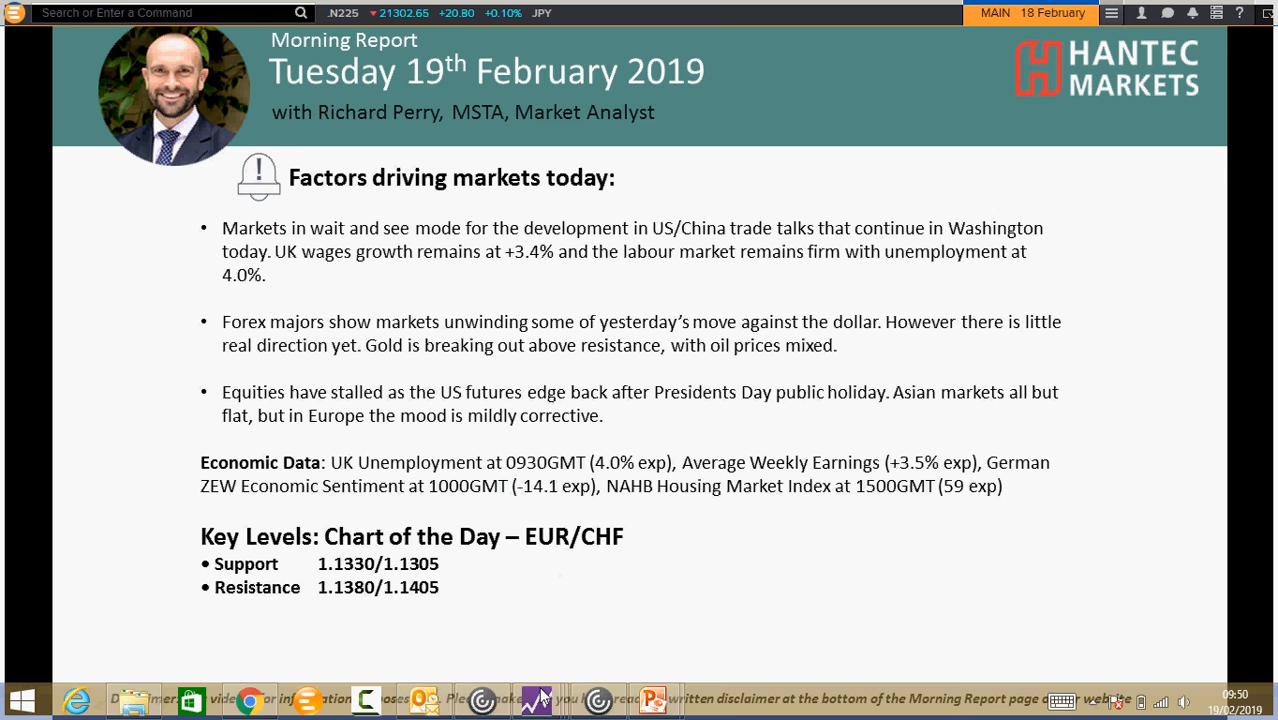 Search or Enter a Command
.N225 21302.65 +20.80 +0.10% JPY
MAIN 18 February
Morning Report
Tuesday 19th February 2019
with Richard Perry, MSTA, Market Analyst
HANTEC
MARKETS
Factors driving markets today:
• Markets in wait and see mode for the development in US/China trade talks that continue in Washington
today. UK wages growth remains at +3.4% and the labour market remains firm with unemployment at
4.0%.
• Forex majors show markets unwinding some of yesterday's move against the dollar. However there is little
real direction yet. Gold is breaking out above resistance, with oil prices mixed.
• Equities have stalled as the US futures edge back after Presidents Day public holiday. Asian markets all but
flat, but in Europe the mood is mildly corrective.
Economic Data: UK Unemployment at 0930GMT (4.0% exp), Average Weekly Earnings (+3.5% exp), German
ZEW Economic Sentiment at 1000GMT (-14.1 exp), NAHB Housing Market Index at 1500GMT (59 exp)
Key Levels: Chart of the Day – EUR/CHF
• Support 1.1330/1.1305
• Resistance 1.1380/1.1405
written disclaimer at the bottom of the Morning Report page
09:50
19/02/2019